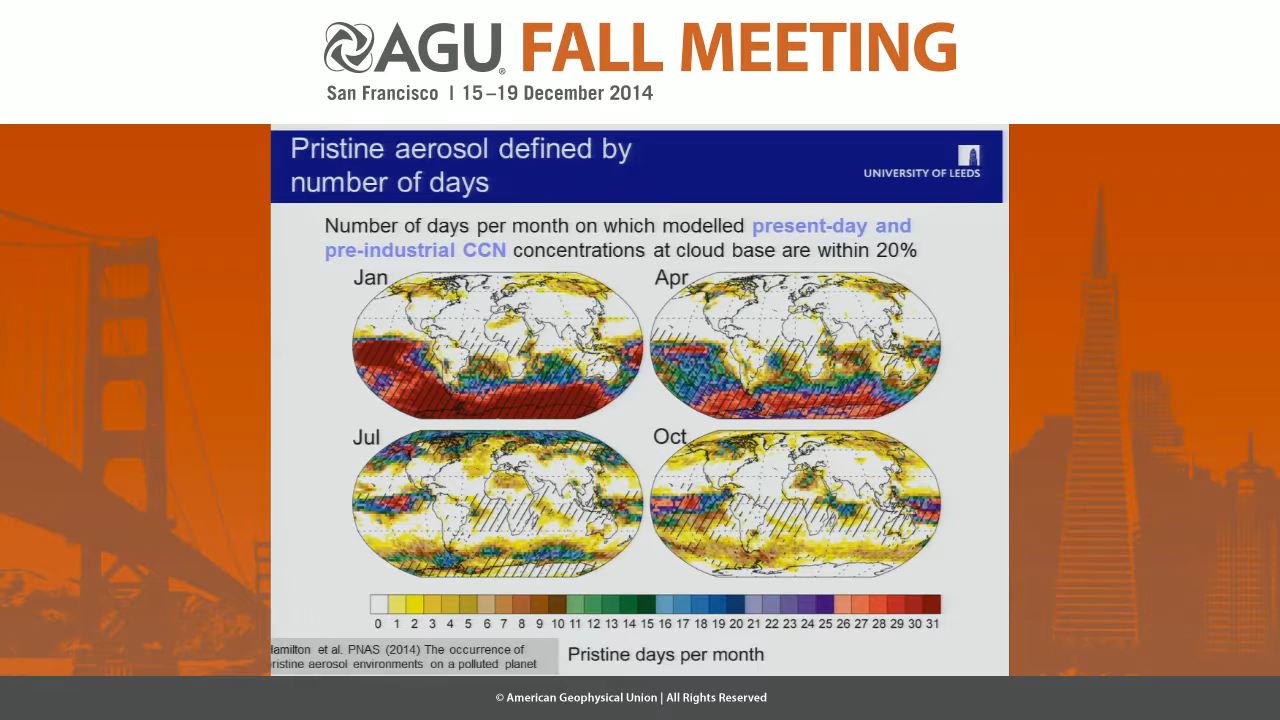 AGU FALL MEETING
San Francisco | 15–19 December 2014
Pristine aerosol defined by
number of days
UNIVERSITY OF LEEDS
Number of days per month on which modelled present-day and
pre-industrial CCN concentrations at cloud base are within 20%
Jan
Apr
Jul
Oct
0 1 2 3 4 5 6 7 8 9 10 11 12 13 14 15 16 17 18 19 20 21 22 23 24 25 26 27 28 29 30 31
amilton et al. PNAS (2014) The occurrence of
ristine aerosol environments on a polluted planet
Pristine days per month
© American Geophysical Union | All Rights Reserved